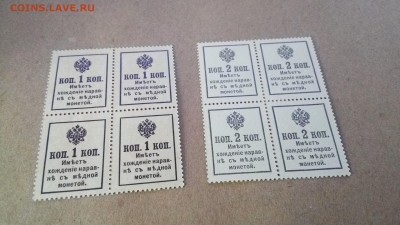 COINS.LAVE.RU
КОП. 1 КОП.
Имѣетъ
хожденіе нарав-
нѣ съ мѣдной
монетой.
КОП. 1 КОП.
Имѣетъ
хожденіе нарав-
нѣ съ мѣдной
монетой.
КОП. 1 КОП.
Имѣетъ
хожденіе нарав-
нѣ съ мѣдной
монетой.
КОП. 1 КОП.
Имѣетъ
хожденіе нарав-
нѣ съ мѣдной
монетой.
КОП. 2 КОП.
Имѣетъ
хожденіе нарав-
нѣ съ мѣдной
монетой.
КОП. 2 КОП.
Имѣетъ
хожденіе нарав-
нѣ съ мѣдной
монетой.
КОП. 2 КОП.
Имѣетъ
хожденіе нарав-
нѣ съ мѣдной
монетой.
КОП. 2 КОП.
Имѣетъ
хожденіе нарав-
нѣ съ мѣдной
монетой.